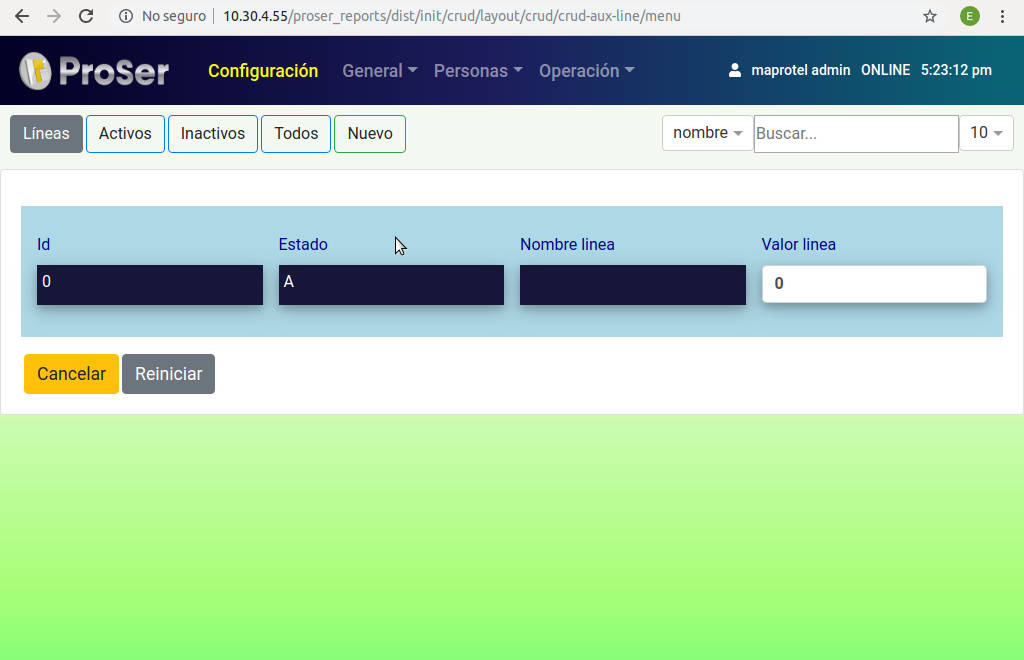 No seguro 10.30.4.55/proser_reports/dist/init/crud/layout/crud/crud-aux-line/menu E
ProSer Configuración General Personas Operación maprotel admin ONLINE 5:23:12 pm
Líneas Activos Inactivos Todos Nuevo nombre Buscar... 10
Id Estado Nombre linea Valor linea
0 A 0
Cancelar Reiniciar